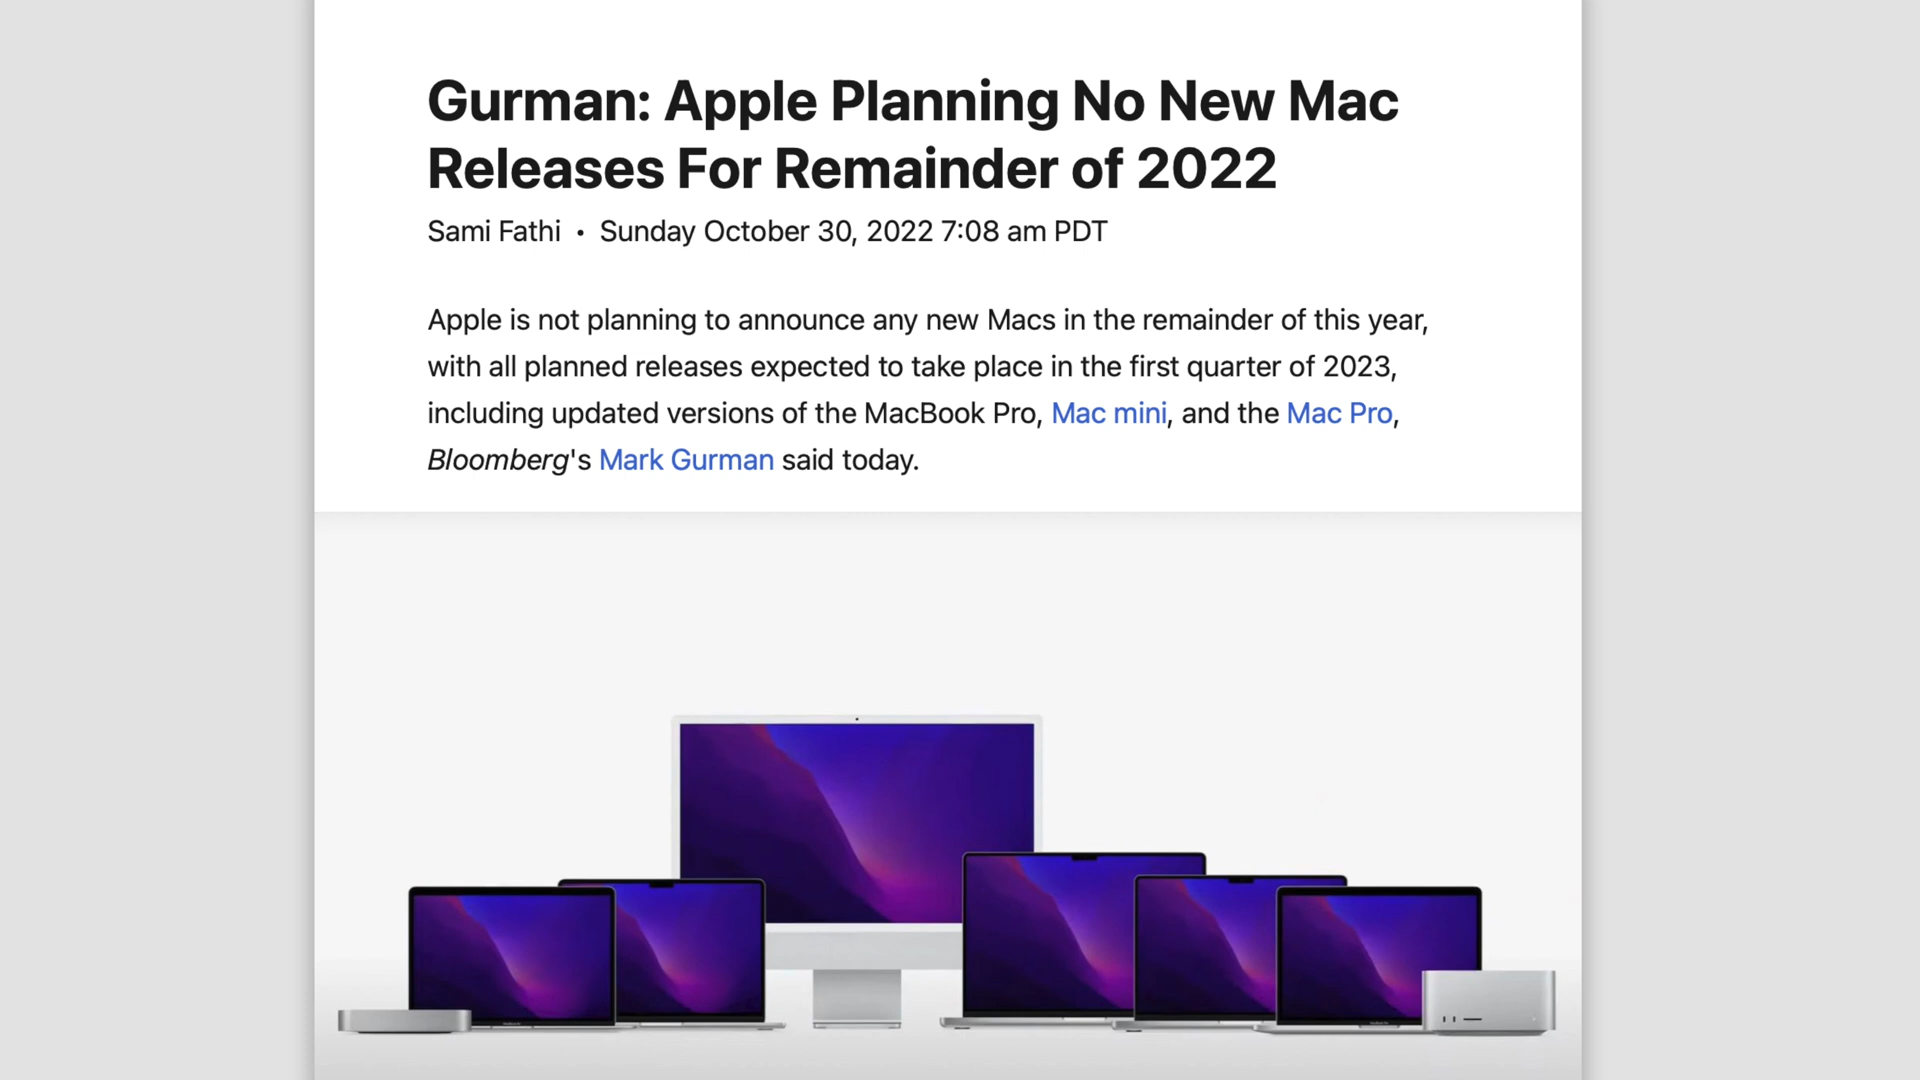 Gurman: Apple Planning No New Mac
Releases For Remainder of 2022
Sami Fathi • Sunday October 30, 2022 7:08 am PDT
Apple is not planning to announce any new Macs in the remainder of this year,
with all planned releases expected to take place in the first quarter of 2023,
including updated versions of the MacBook Pro, Mac mini, and the Mac Pro,
Bloomberg's Mark Gurman said today.